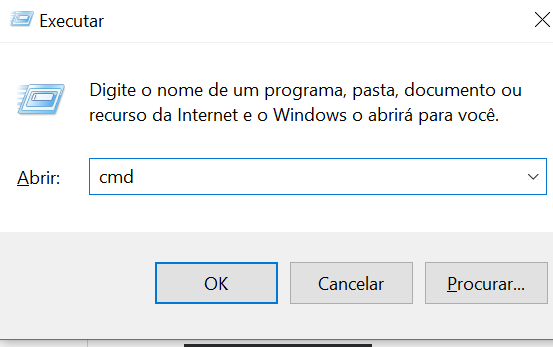 Executar
Digite o nome de um programa, pasta, documento ou
recurso da Internet e o Windows o abrirá para você.
Abrir: cmd
OK Cancelar Procurar...